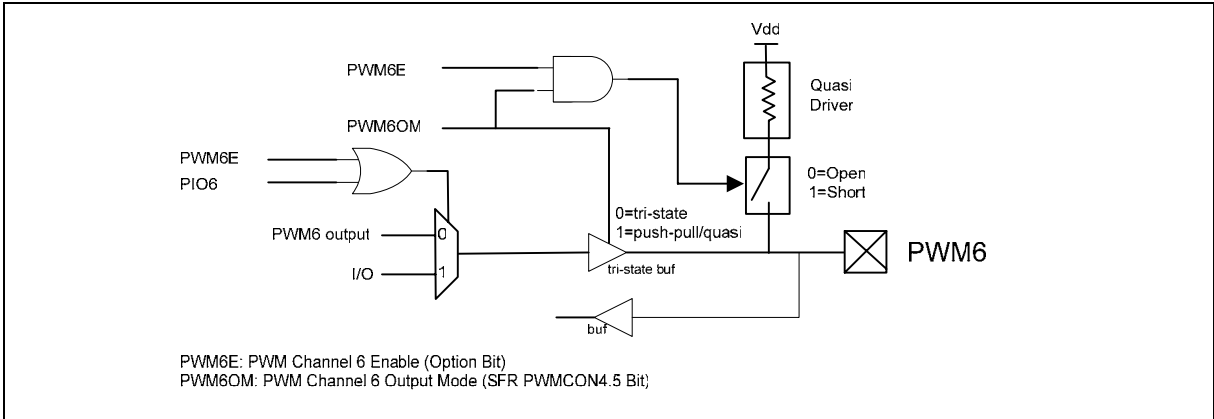 Vdd
PWM6E
Quasi
Driver
PWM6OM
PWM6E
PIO6
0=Open
1=Short
0=tri-state
1=push-pull/quasi
PWM6 output
0
I/O
1
tri-state buf
PWM6
buf
PWM6E: PWM Channel 6 Enable (Option Bit)
PWM6OM: PWM Channel 6 Output Mode (SFR PWMCON4.5 Bit)